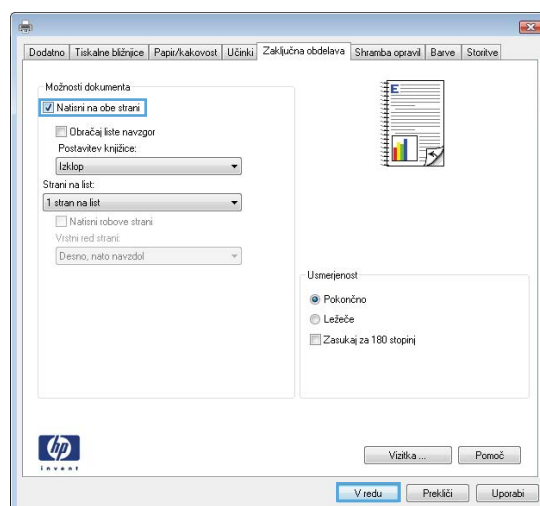 Dodatno Tiskalne bližnjice Papir/kakovost Učinki Zaključna obdelava Shramba opravil Barve Storitve
Možnosti dokumenta
Natisni na obe strani
Obračaj liste navzgor
Postavitev knjižice:
Izklop
Strani na list:
1 stran na list
Natisni robove strani
Vrstni red strani:
Desno, nato navzdol
E
Usmerjenost
Pokončno
Ležeče
Zasukaj za 180 stopinj
hp
invent
Vizitka ... Pomoč
V redu Prekliči Uporabi